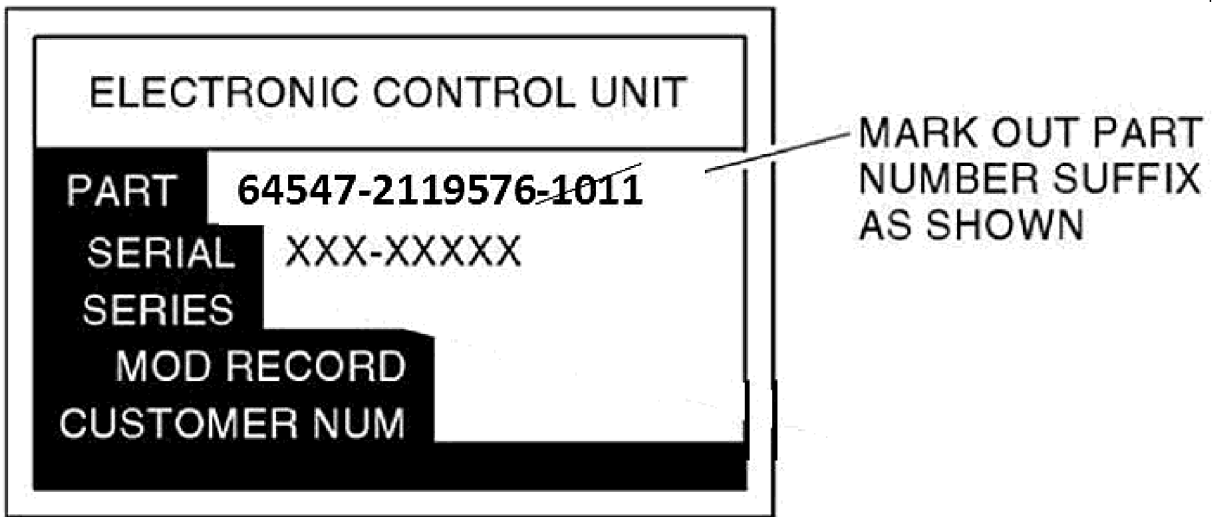 ELECTRONIC CONTROL UNIT
PART 64547-2119576-1011
SERIAL XXX-XXXXX
SERIES
MOD RECORD
CUSTOMER NUM
MARK OUT PART
NUMBER SUFFIX
AS SHOWN